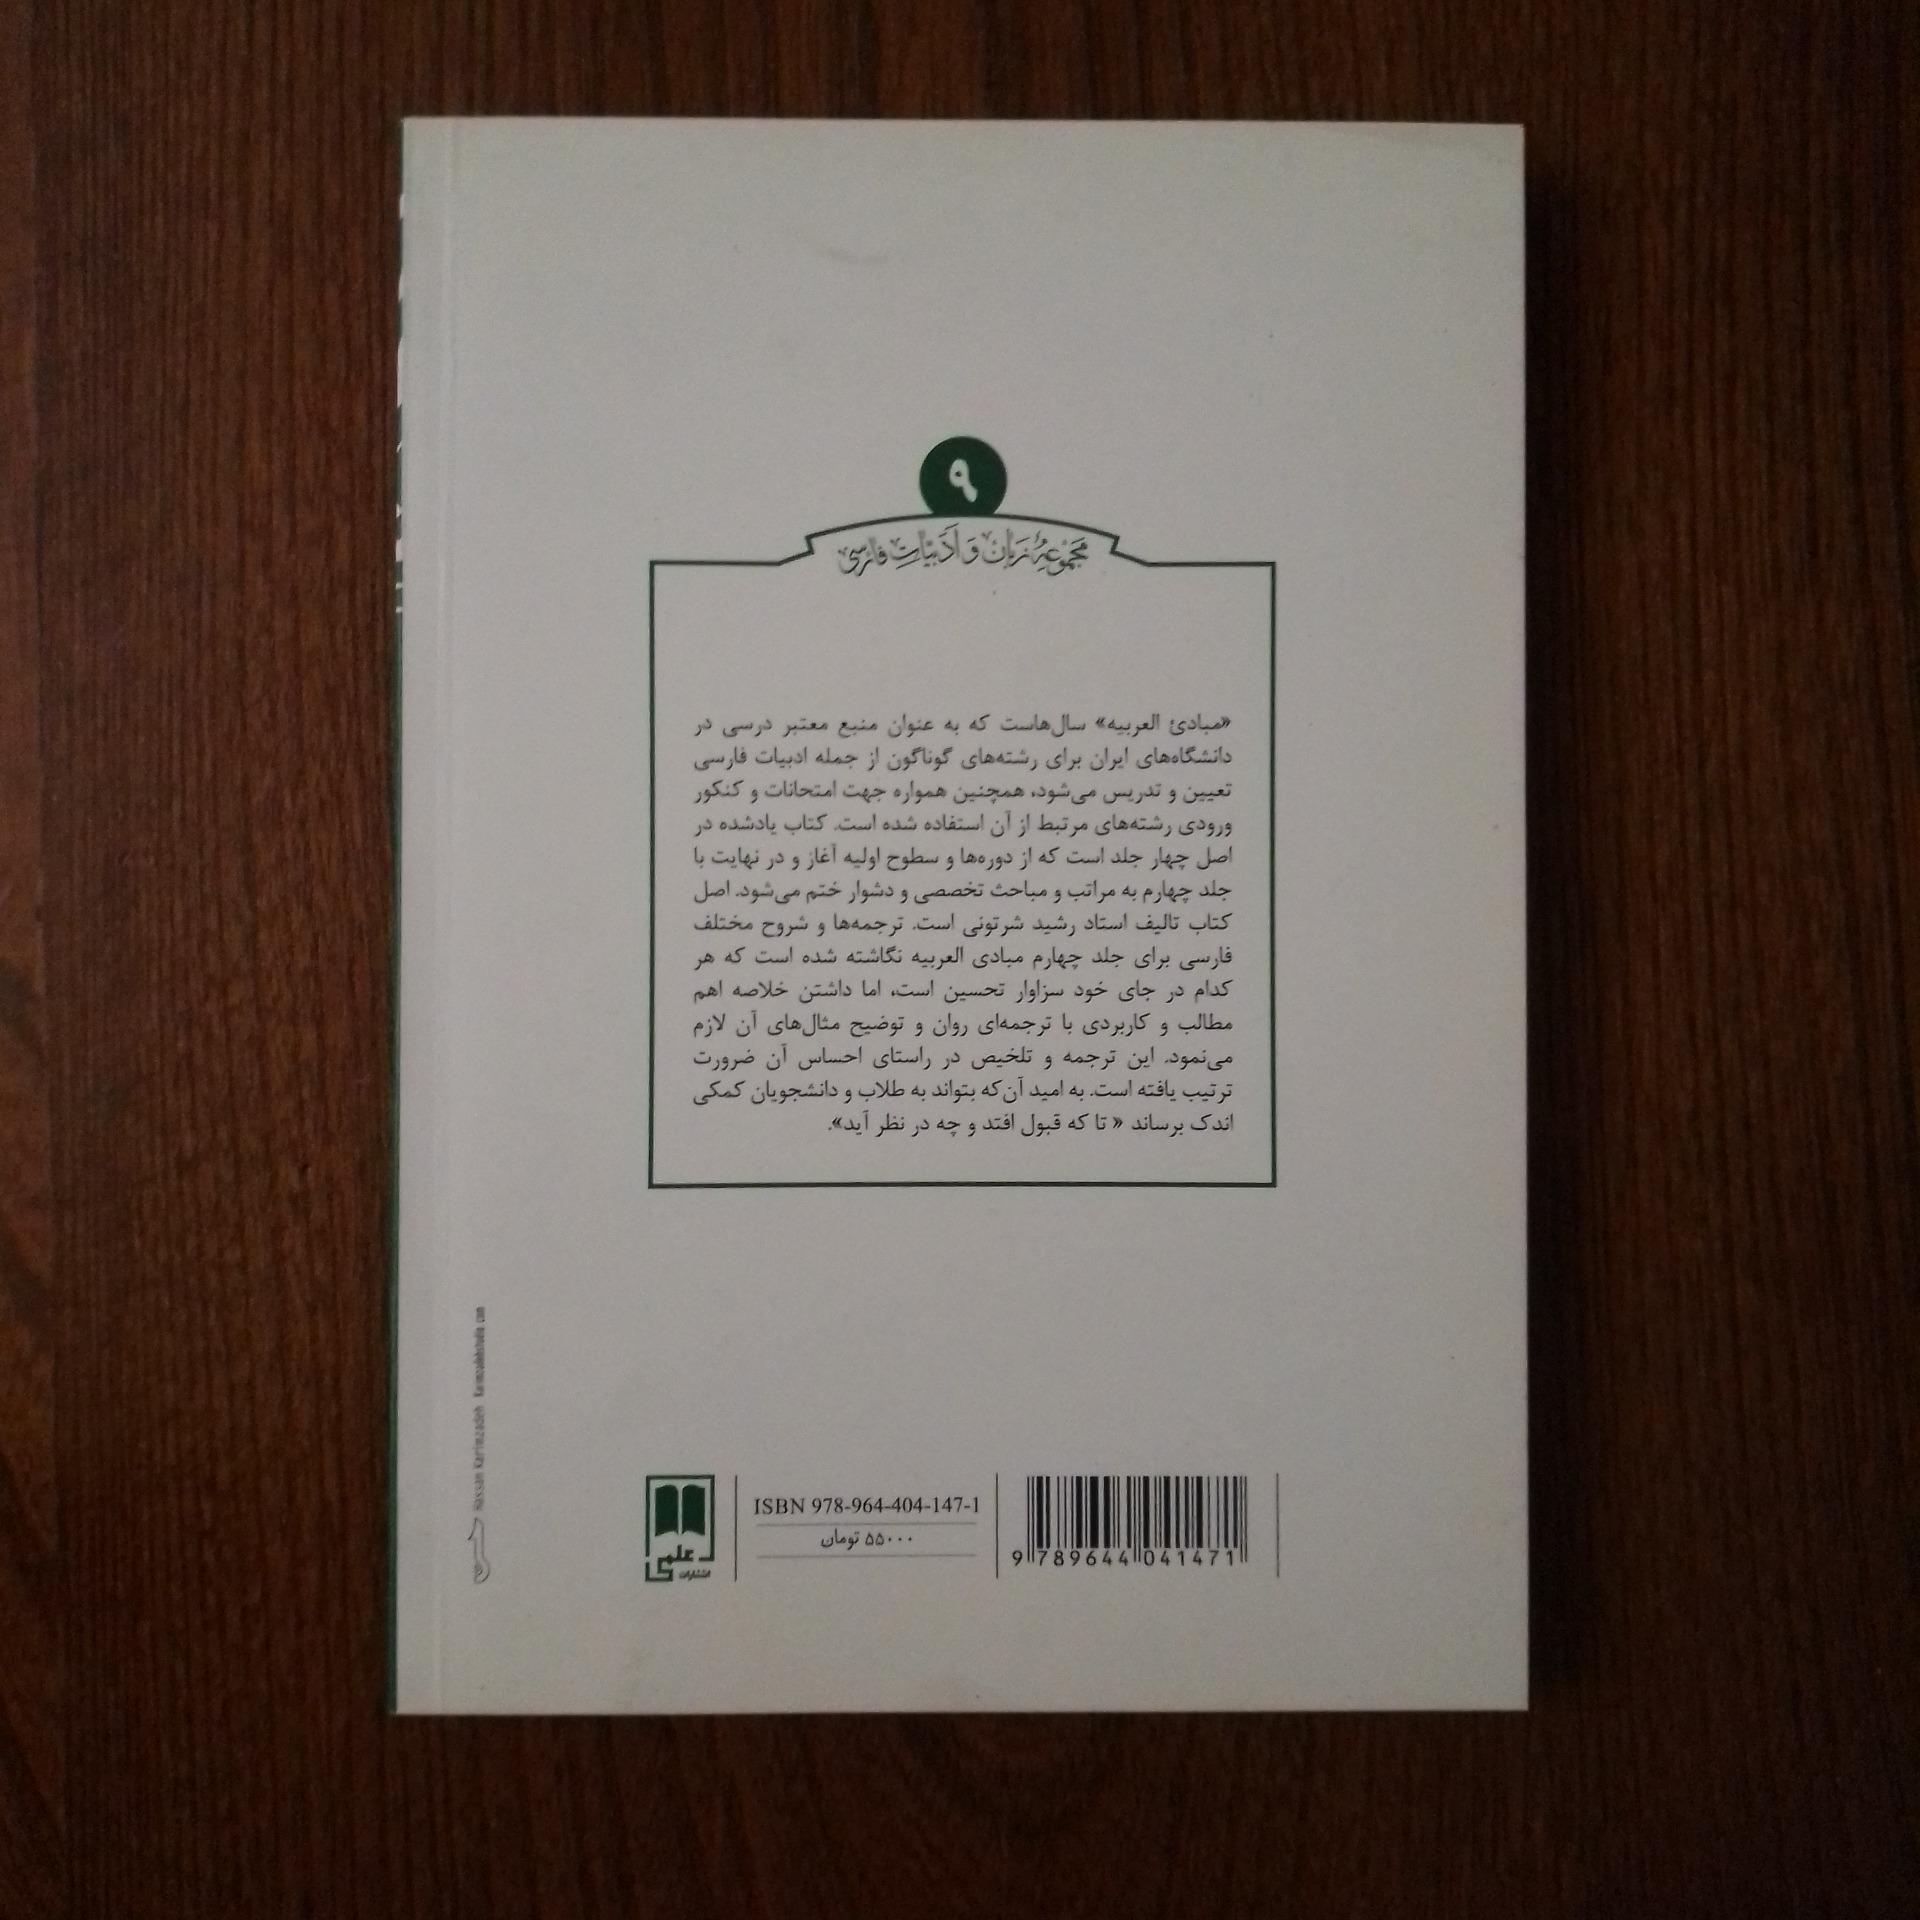 ۹
مجموعه زبان و ادبیات فارسی
«مبادئ العربیه» سال‌هاست که به عنوان منبع معتبر درسی در
دانشگاه‌های ایران برای رشته‌های گوناگون از جمله ادبیات فارسی
تعیین و تدریس می‌شود، همچنین همواره جهت امتحانات و کنکور
ورودی رشته‌های مرتبط از آن استفاده شده است. کتاب یادشده در
اصل چهار جلد است که از دوره‌ها و سطوح اولیه آغاز و در نهایت با
جلد چهارم به مراتب و مباحث تخصصی و دشوار ختم می‌شود. اصل
کتاب تالیف استاد رشید شرتونی است. ترجمه‌ها و شروح مختلف
فارسی برای جلد چهارم مبادی العربیه نگاشته شده است که هر
کدام در جای خود سزاوار تحسین است، اما داشتن خلاصه اهم
مطالب و کاربردی با ترجمه‌ای روان و توضیح مثال‌های آن لازم
می‌نمود. این ترجمه و تلخیص در راستای احساس آن ضرورت
ترتیب یافته است. به امید آن‌که بتواند به طلاب و دانشجویان کمکی
اندک برساند « تا که قبول افتد و چه در نظر آید».
Hassan Karimzadeh Karimzadehstudio.com
انتشارات علمی
ISBN 978-964-404-147-1
۵۵۰۰۰ تومان
9 789644 041471